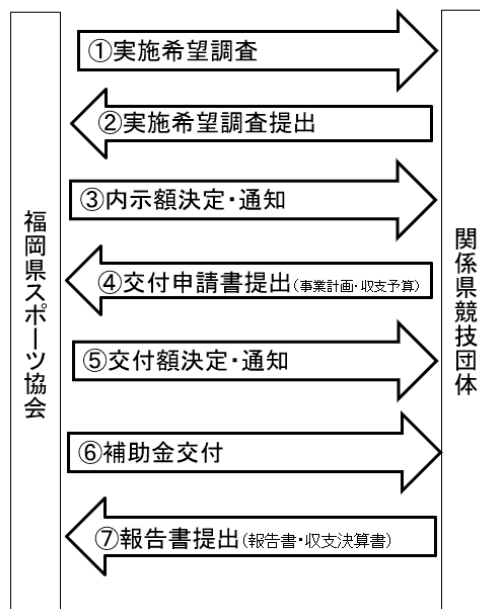 福岡県スポーツ協会
①実施希望調査
②実施希望調査提出
③内示額決定・通知
④交付申請書提出(事業計画・収支予算)
⑤交付額決定・通知
⑥補助金交付
⑦報告書提出(報告書・収支決算書)
関係県競技団体